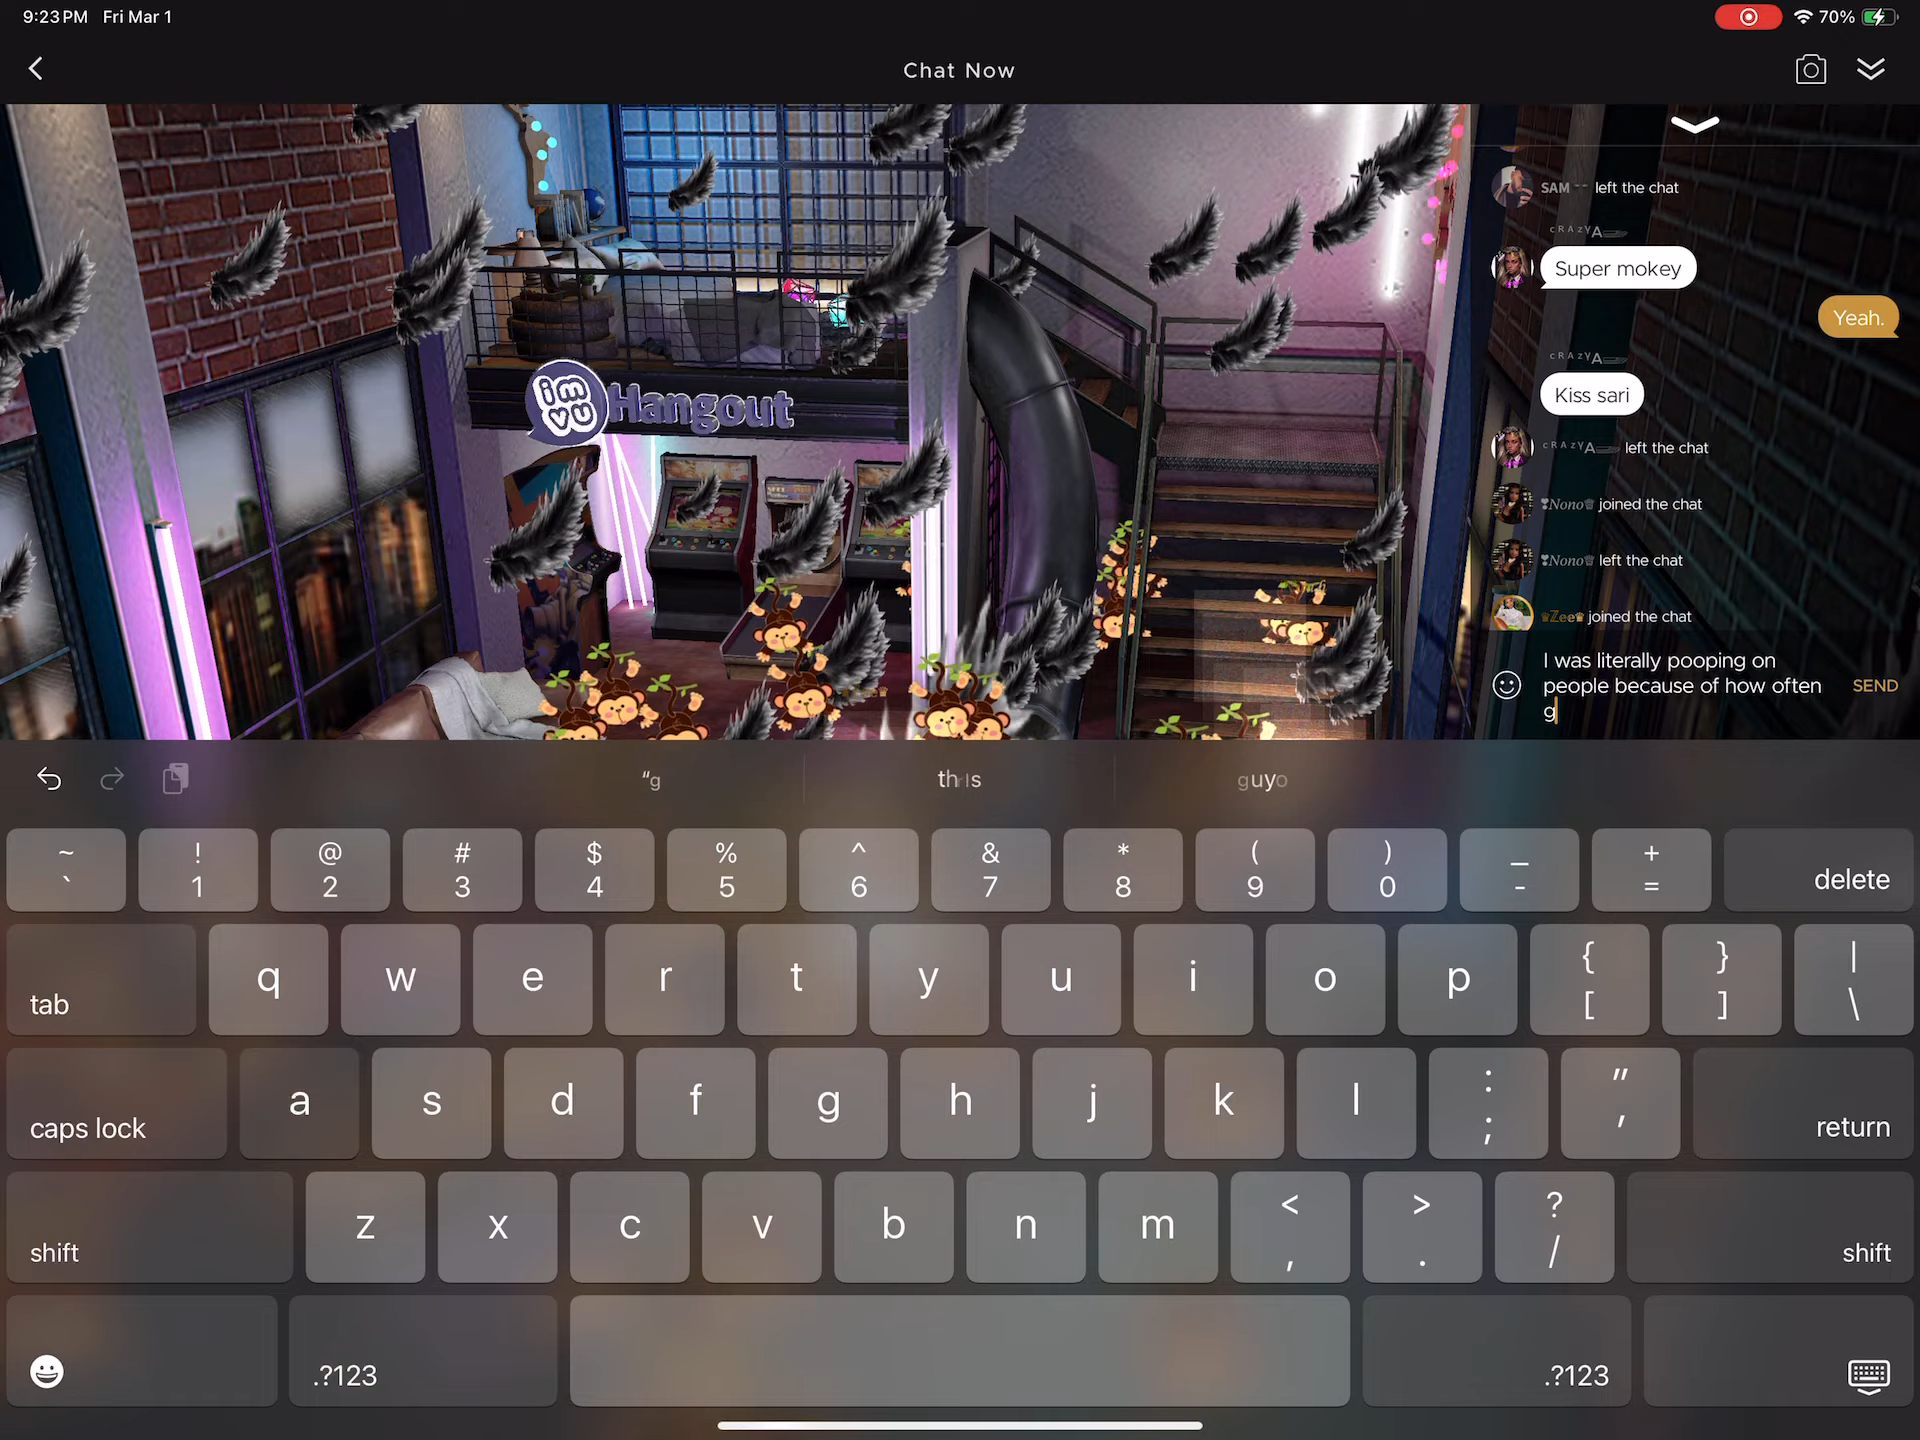 9:23 PM Fri Mar 1
70%
Chat Now
SAM -- left the chat
cRAzYA
Super mokey
Yeah.
cRAzYA
Kiss sari
cRAzYA left the chat
Nono joined the chat
Nono left the chat
Zee joined the chat
I was literally pooping on
people because of how often
g
SEND
imvu Hangout
"g
~ ! @ # $ % ^ & * ( ) _ +
` 1 2 3 4 5 6 7 8 9 0 - = delete
tab q w e r t y u i o p { } |
[ ] \
caps lock a s d f g h j k l : "
; ' return
shift z x c v b n m < > ?
, . / shift
.?123 .?123